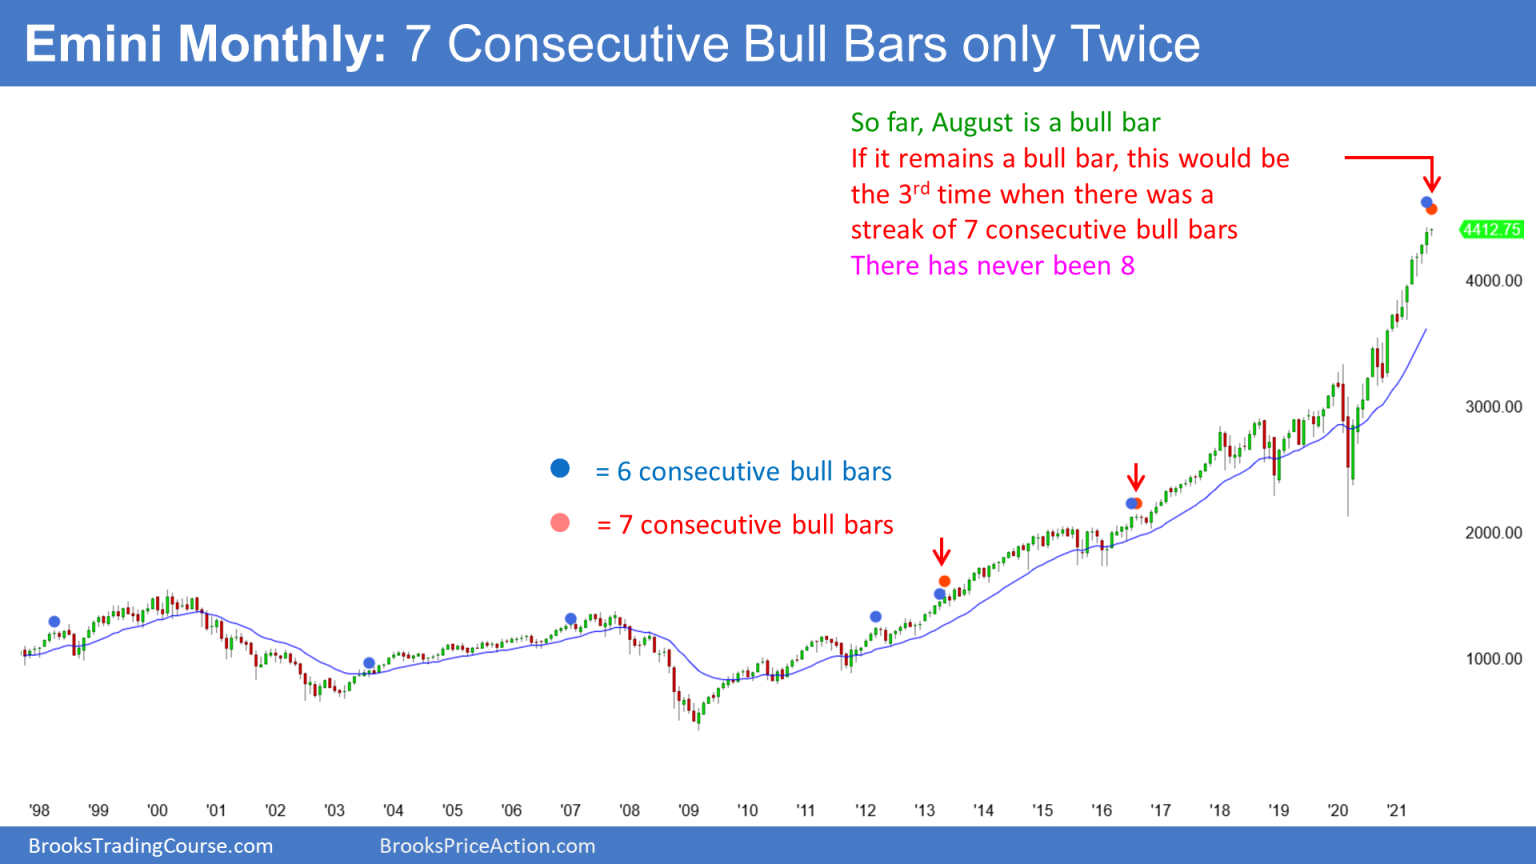 Emini Monthly: 7 Consecutive Bull Bars only Twice
So far, August is a bull bar
If it remains a bull bar, this would be
the 3rd time when there was a
streak of 7 consecutive bull bars
There has never been 8
4412.75
4000.00
3000.00
= 6 consecutive bull bars
= 7 consecutive bull bars
2000.00
1000.00
'98 '99 '00 '01 '02 '03 '04 '05 '06 '07 '08 '09 '10 '11 '12 '13 '14 '15 '16 '17 '18 '19 '20 '21
BrooksTradingCourse.com BrooksPriceAction.com